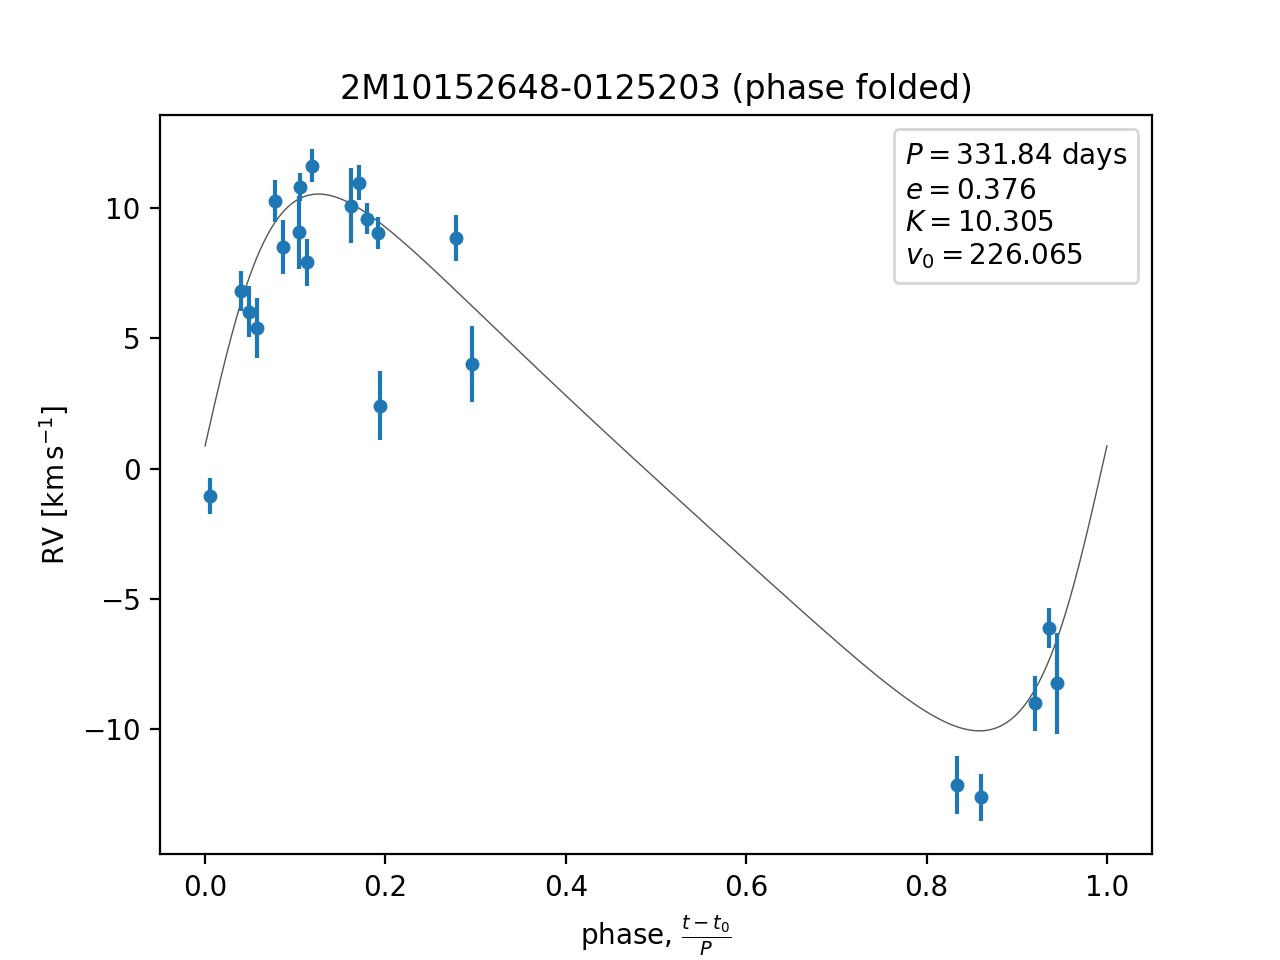 2M10152648-0125203 (phase folded)
P = 331.84 days
e = 0.376
K = 10.305
v₀ = 226.065
RV [km s⁻¹]
10
5
0
−5
−10
0.0 0.2 0.4 0.6 0.8 1.0
phase, (t − t₀)/P